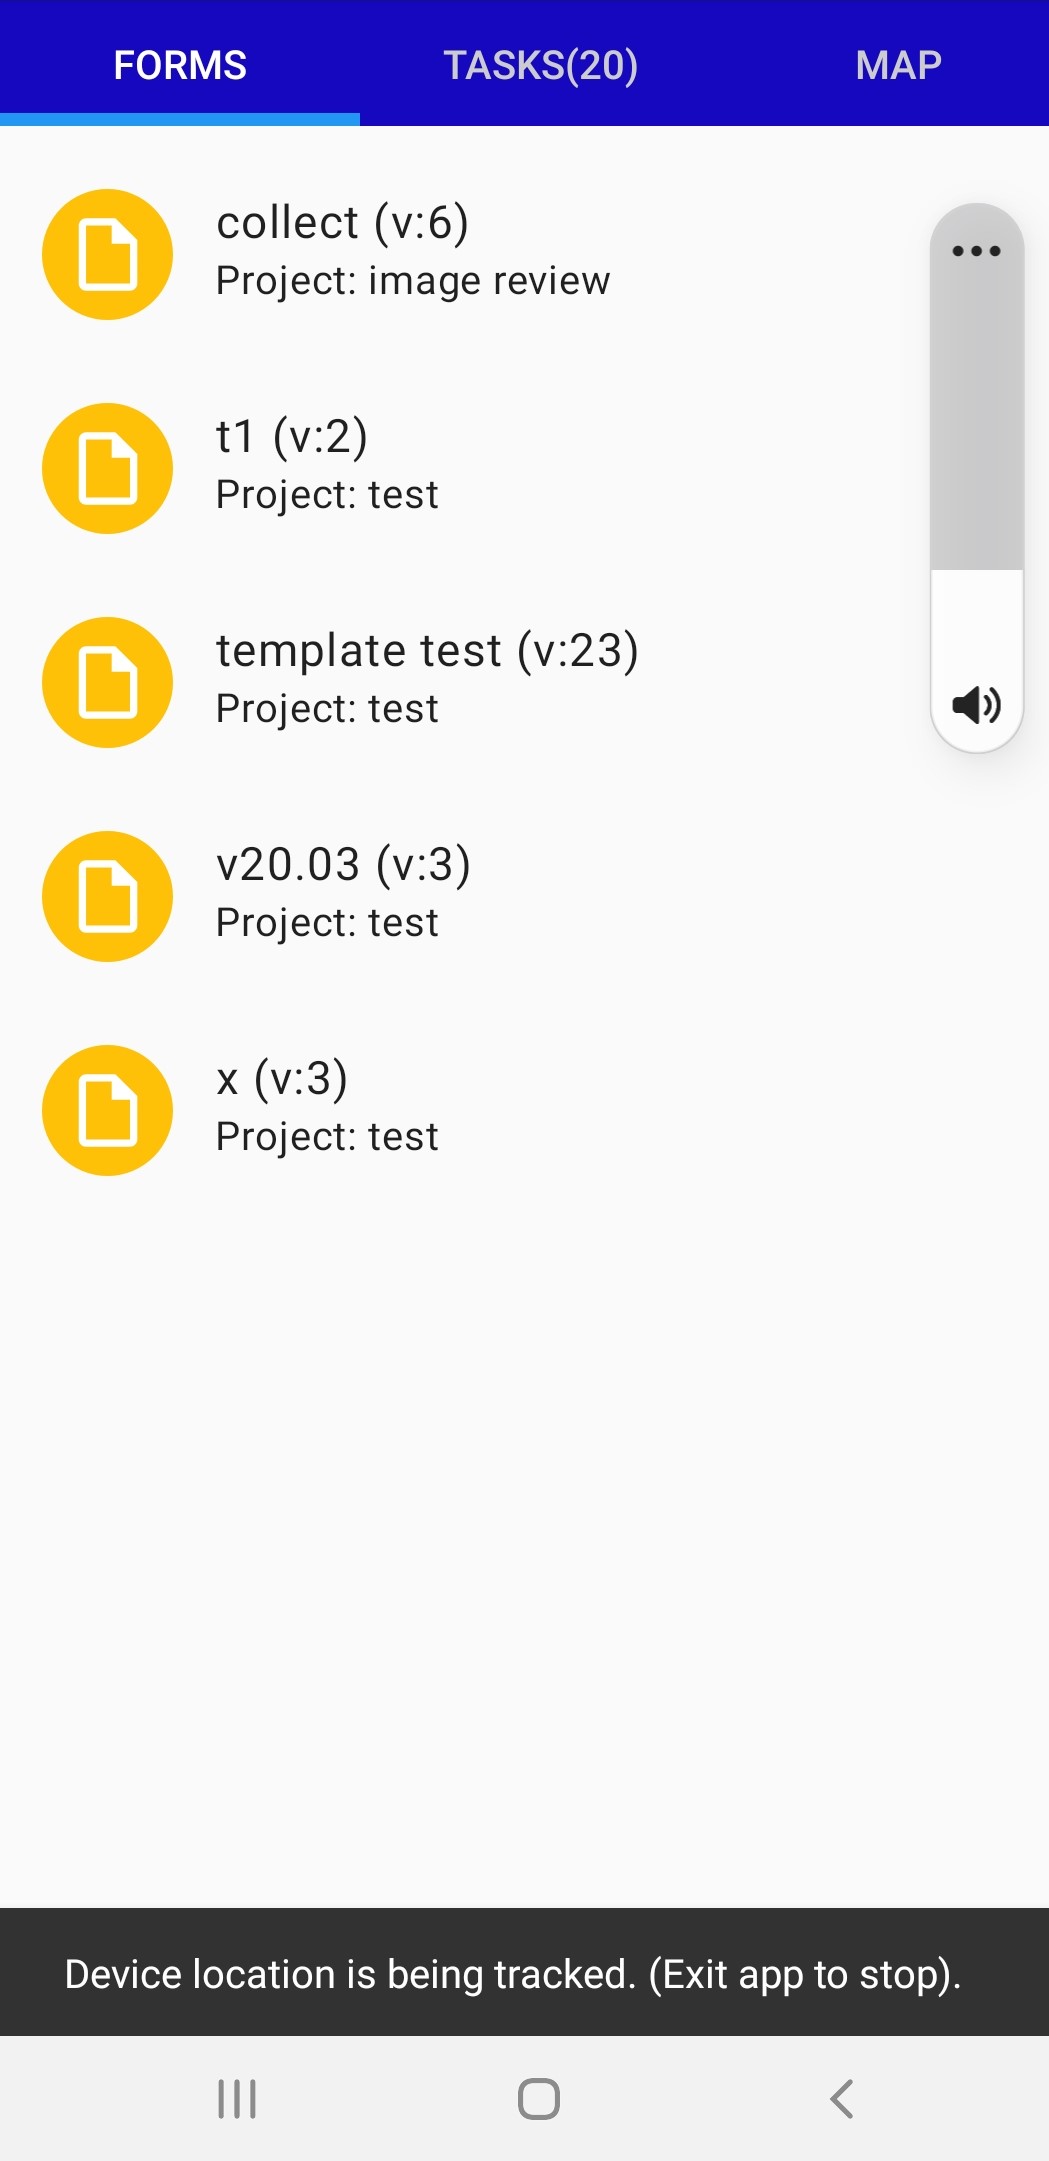 FORMS TASKS(20) MAP
collect (v:6)
Project: image review
t1 (v:2)
Project: test
template test (v:23)
Project: test
v20.03 (v:3)
Project: test
x (v:3)
Project: test
Device location is being tracked. (Exit app to stop).